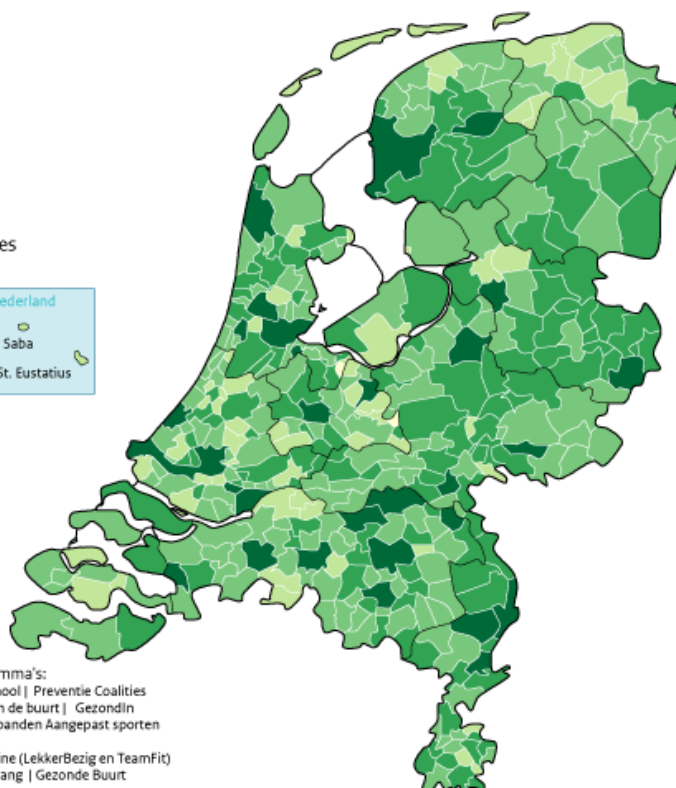 es
ederland
Saba
St. Eustatius
mma's:
ool | Preventie Coalities
n de buurt | GezondIn
banden Aangepast sporten
ine (LekkerBezig en TeamFit)
ang | Gezonde Buurt